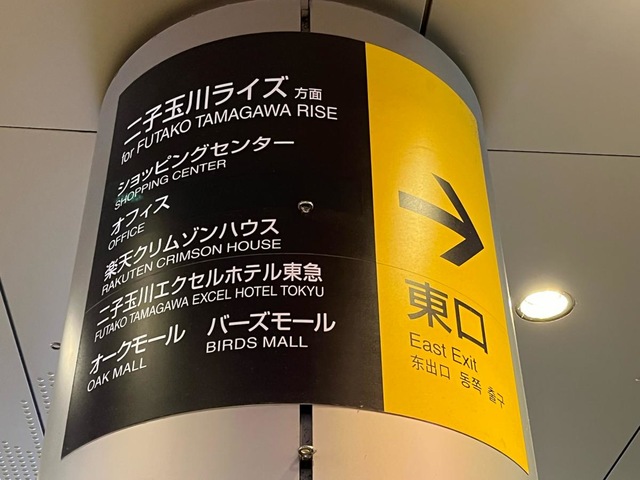 二子玉川ライズ 方面
for FUTAKO TAMAGAWA RISE
ショッピングセンター
SHOPPING CENTER
オフィス
OFFICE
楽天クリムゾンハウス
RAKUTEN CRIMSON HOUSE
二子玉川エクセルホテル東急
FUTAKO TAMAGAWA EXCEL HOTEL TOKYU
オークモール バーズモール
OAK MALL BIRDS MALL
東口
East Exit
东出口 동쪽 출구